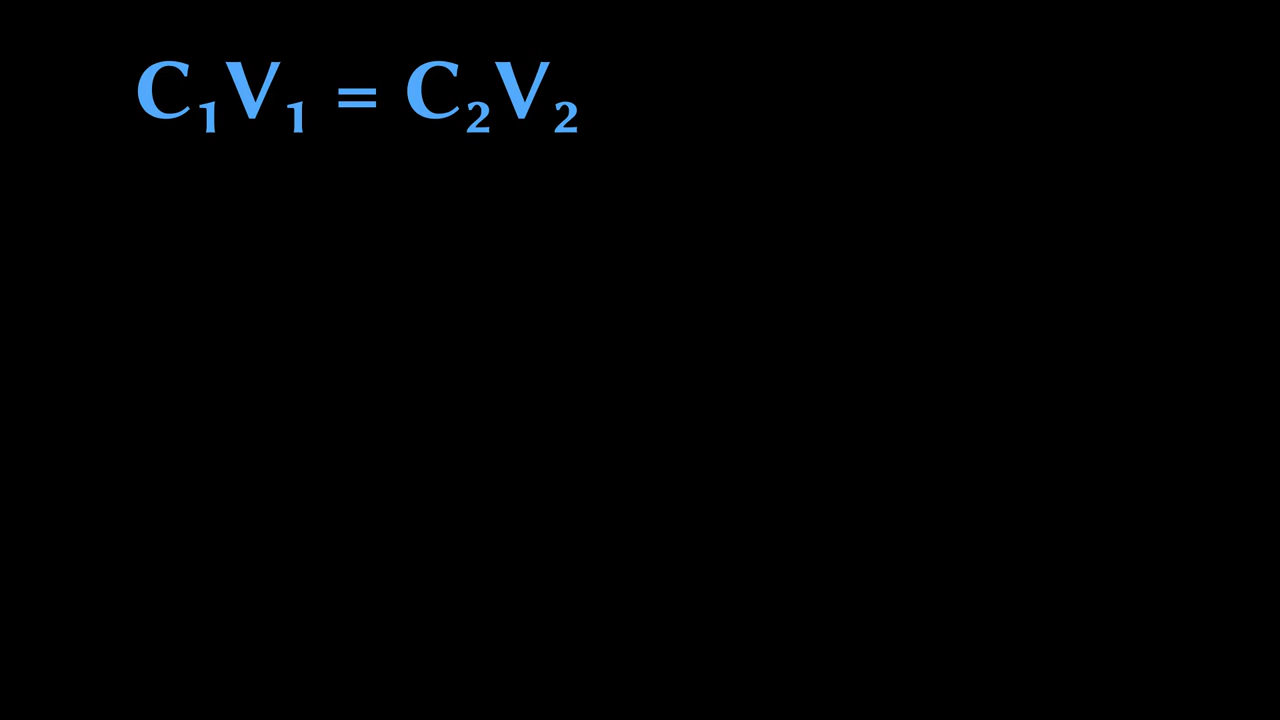 C₁V₁ = C₂V₂